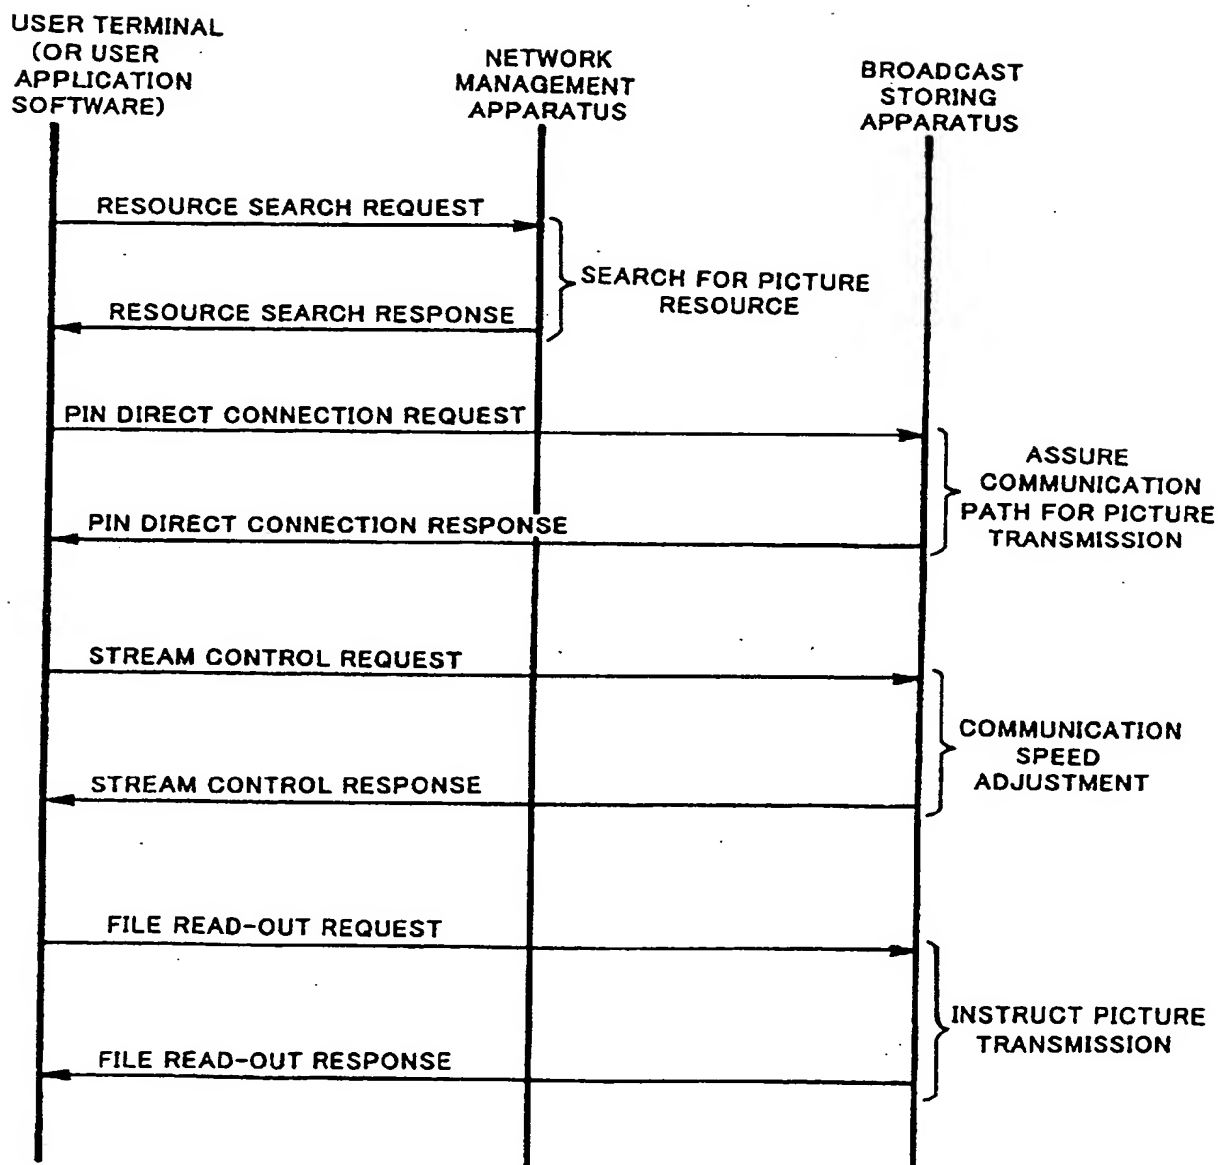 USER TERMINAL
(OR USER
APPLICATION
SOFTWARE)
NETWORK
MANAGEMENT
APPARATUS
BROADCAST
STORING
APPARATUS
RESOURCE SEARCH REQUEST
SEARCH FOR PICTURE
RESOURCE
RESOURCE SEARCH RESPONSE
PIN DIRECT CONNECTION REQUEST
ASSURE
COMMUNICATION
PATH FOR PICTURE
TRANSMISSION
PIN DIRECT CONNECTION RESPONSE
STREAM CONTROL REQUEST
COMMUNICATION
SPEED
ADJUSTMENT
STREAM CONTROL RESPONSE
FILE READ-OUT REQUEST
INSTRUCT PICTURE
TRANSMISSION
FILE READ-OUT RESPONSE